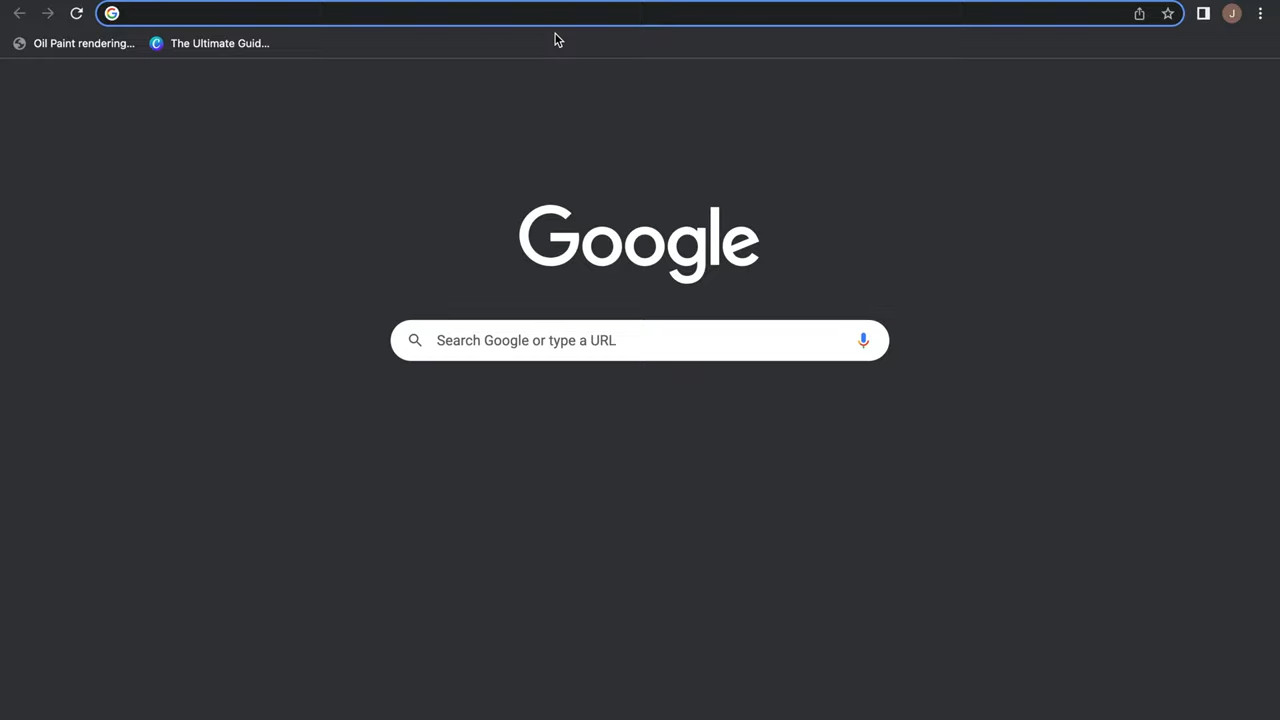 J
Oil Paint rendering...
The Ultimate Guid...
Google
Search Google or type a URL